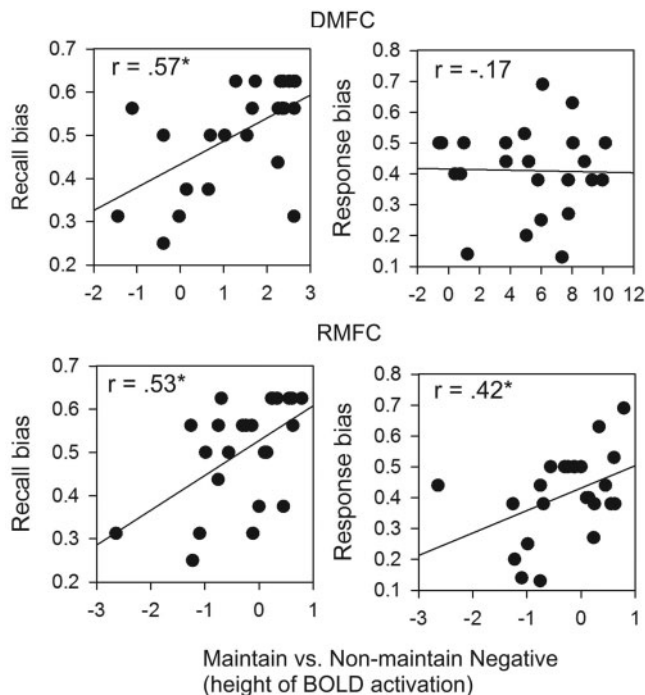 DMFC
r = .57*
Recall bias
0.7
0.6
0.5
0.4
0.3
0.2
-2 -1 0 1 2 3
r = -.17
Response bias
0.8
0.7
0.6
0.5
0.4
0.3
0.2
0.1
-2 0 2 4 6 8 10 12
RMFC
r = .53*
Recall bias
0.7
0.6
0.5
0.4
0.3
0.2
-3 -2 -1 0 1
r = .42*
Response bias
0.8
0.7
0.6
0.5
0.4
0.3
0.2
0.1
-3 -2 -1 0 1
Maintain vs. Non-maintain Negative
(height of BOLD activation)